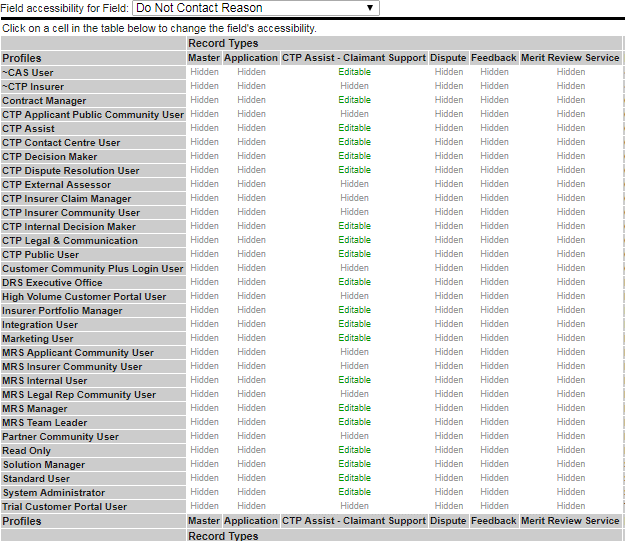 Field accessibility for Field: Do Not Contact Reason
Click on a cell in the table below to change the field's accessibility.
Record Types
Profiles Master Application CTP Assist - Claimant Support Dispute Feedback Merit Review Service
~CAS User Hidden Hidden Editable Hidden Hidden Hidden
~CTP Insurer Hidden Hidden Hidden Hidden Hidden Hidden
Contract Manager Hidden Hidden Editable Hidden Hidden Hidden
CTP Applicant Public Community User Hidden Hidden Hidden Hidden Hidden Hidden
CTP Assist Hidden Hidden Editable Hidden Hidden Hidden
CTP Contact Centre User Hidden Hidden Editable Hidden Hidden Hidden
CTP Decision Maker Hidden Hidden Editable Hidden Hidden Hidden
CTP Dispute Resolution User Hidden Hidden Editable Hidden Hidden Hidden
CTP External Assessor Hidden Hidden Hidden Hidden Hidden Hidden
CTP Insurer Claim Manager Hidden Hidden Hidden Hidden Hidden Hidden
CTP Insurer Community User Hidden Hidden Hidden Hidden Hidden Hidden
CTP Internal Decision Maker Hidden Hidden Editable Hidden Hidden Hidden
CTP Legal & Communication Hidden Hidden Editable Hidden Hidden Hidden
CTP Public User Hidden Hidden Editable Hidden Hidden Hidden
Customer Community Plus Login User Hidden Hidden Hidden Hidden Hidden Hidden
DRS Executive Office Hidden Hidden Editable Hidden Hidden Hidden
High Volume Customer Portal User Hidden Hidden Hidden Hidden Hidden Hidden
Insurer Portfolio Manager Hidden Hidden Editable Hidden Hidden Hidden
Integration User Hidden Hidden Editable Hidden Hidden Hidden
Marketing User Hidden Hidden Editable Hidden Hidden Hidden
MRS Applicant Community User Hidden Hidden Hidden Hidden Hidden Hidden
MRS Insurer Community User Hidden Hidden Hidden Hidden Hidden Hidden
MRS Internal User Hidden Hidden Editable Hidden Hidden Hidden
MRS Legal Rep Community User Hidden Hidden Hidden Hidden Hidden Hidden
MRS Manager Hidden Hidden Editable Hidden Hidden Hidden
MRS Team Leader Hidden Hidden Editable Hidden Hidden Hidden
Partner Community User Hidden Hidden Hidden Hidden Hidden Hidden
Read Only Hidden Hidden Editable Hidden Hidden Hidden
Solution Manager Hidden Hidden Editable Hidden Hidden Hidden
Standard User Hidden Hidden Editable Hidden Hidden Hidden
System Administrator Hidden Hidden Editable Hidden Hidden Hidden
Trial Customer Portal User Hidden Hidden Hidden Hidden Hidden Hidden
Profiles Master Application CTP Assist - Claimant Support Dispute Feedback Merit Review Service
Record Types